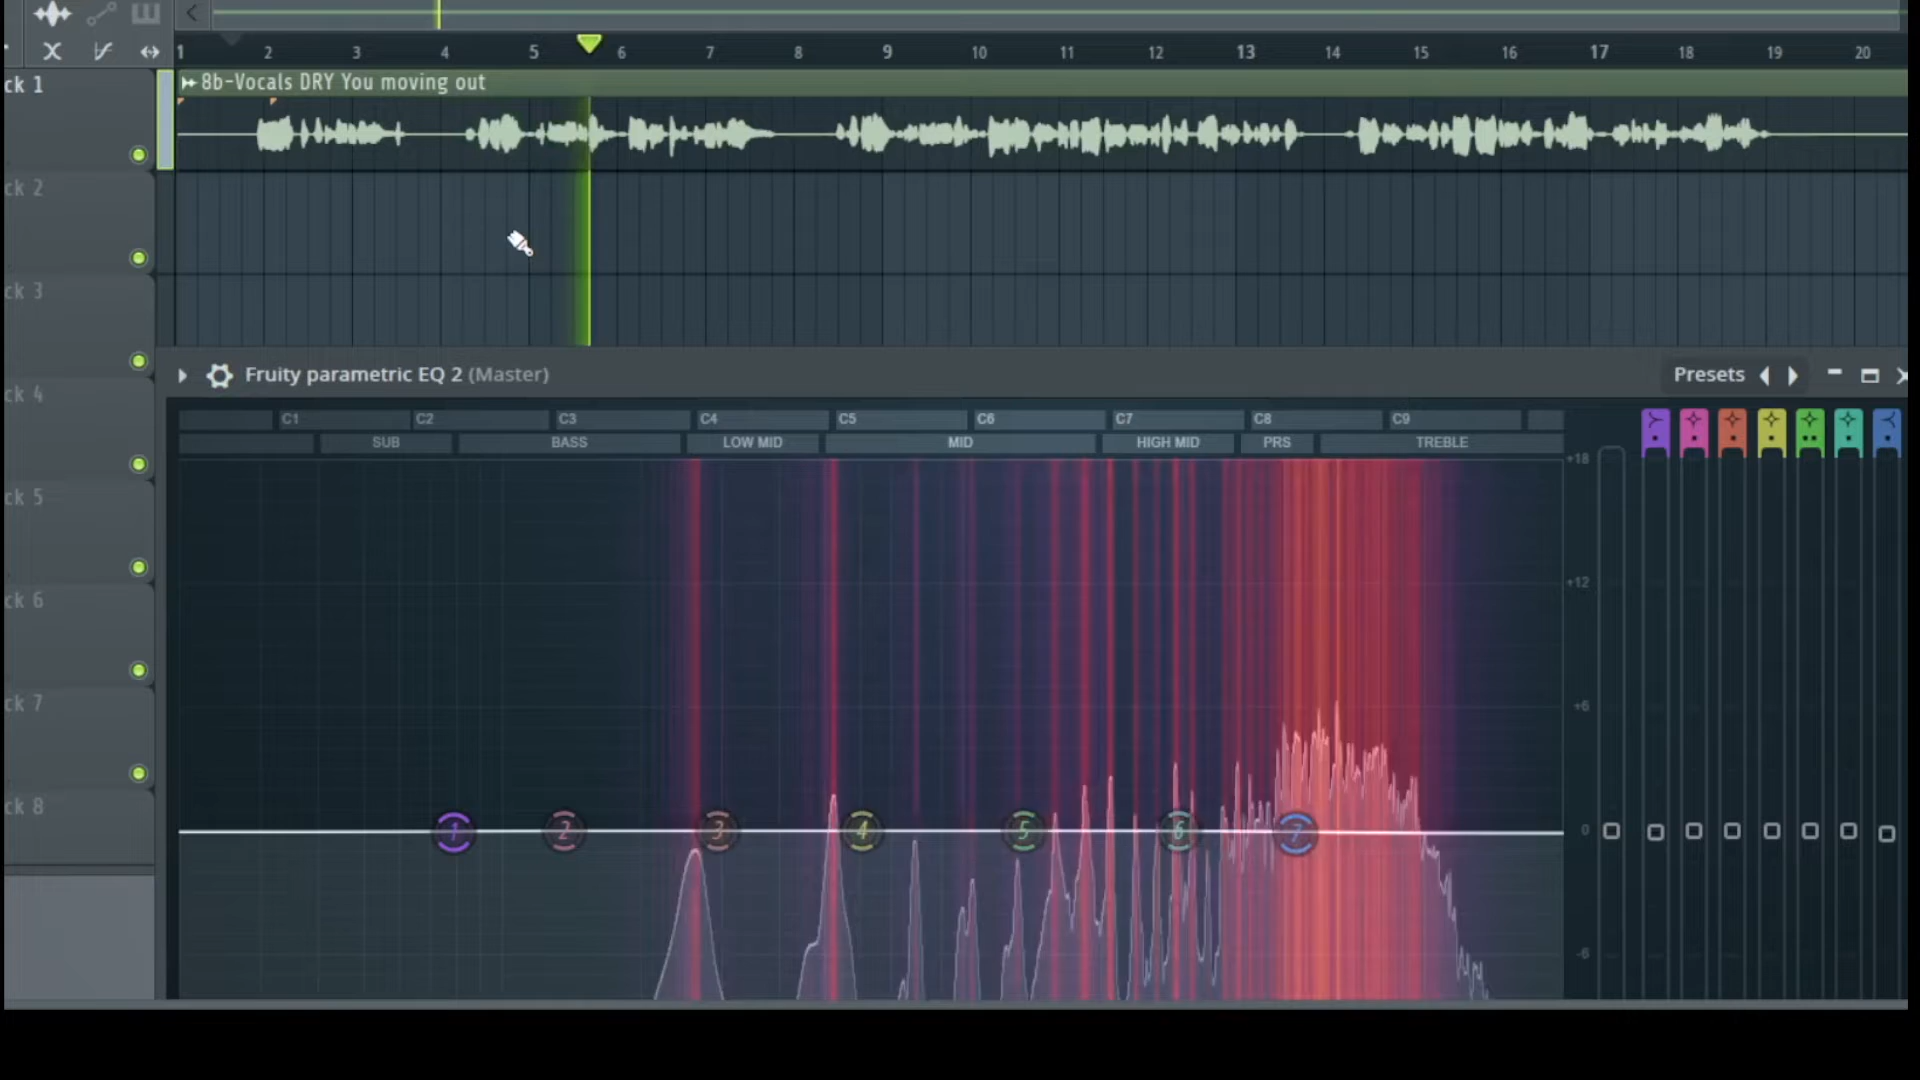 1 2 3 4 5 6 7 8 9 10 11 12 13 14 15 16 17 18 19 20
ck 1
8b-Vocals DRY You moving out
ck 2
ck 3
Fruity parametric EQ 2 (Master)
Presets
ck 4
C1 C2 C3 C4 C5 C6 C7 C8 C9
SUB BASS LOW MID MID HIGH MID PRS TREBLE
+18
ck 5
+12
ck 6
ck 7
+6
ck 8
1 2 3 4 5 6 7
0
-6